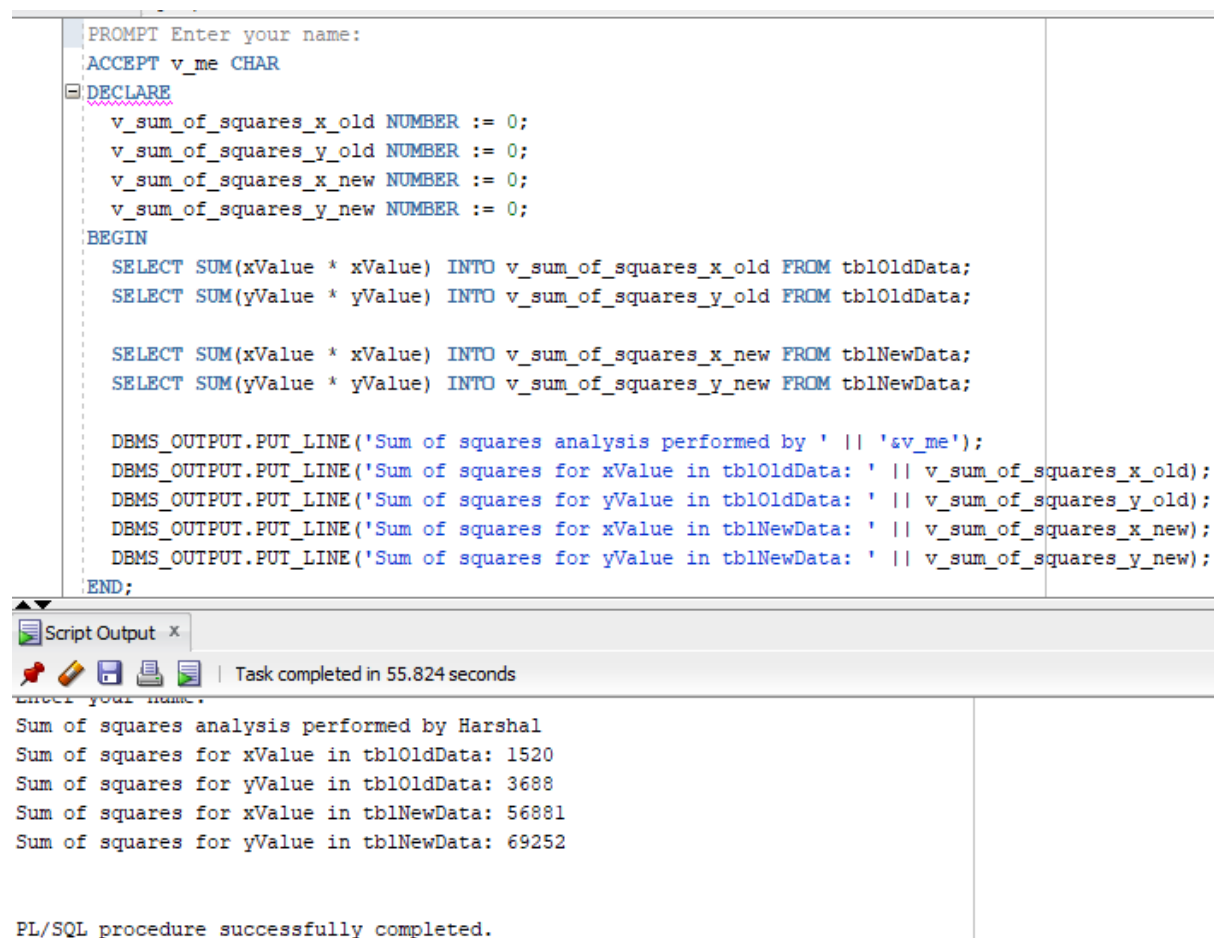 PROMPT Enter your name:
ACCEPT v_me CHAR
DECLARE
  v_sum_of_squares_x_old NUMBER := 0;
  v_sum_of_squares_y_old NUMBER := 0;
  v_sum_of_squares_x_new NUMBER := 0;
  v_sum_of_squares_y_new NUMBER := 0;
BEGIN
  SELECT SUM(xValue * xValue) INTO v_sum_of_squares_x_old FROM tblOldData;
  SELECT SUM(yValue * yValue) INTO v_sum_of_squares_y_old FROM tblOldData;
  SELECT SUM(xValue * xValue) INTO v_sum_of_squares_x_new FROM tblNewData;
  SELECT SUM(yValue * yValue) INTO v_sum_of_squares_y_new FROM tblNewData;
  DBMS_OUTPUT.PUT_LINE('Sum of squares analysis performed by ' || '&v_me');
  DBMS_OUTPUT.PUT_LINE('Sum of squares for xValue in tblOldData: ' || v_sum_of_squares_x_old);
  DBMS_OUTPUT.PUT_LINE('Sum of squares for yValue in tblOldData: ' || v_sum_of_squares_y_old);
  DBMS_OUTPUT.PUT_LINE('Sum of squares for xValue in tblNewData: ' || v_sum_of_squares_x_new);
  DBMS_OUTPUT.PUT_LINE('Sum of squares for yValue in tblNewData: ' || v_sum_of_squares_y_new);
END;
Script Output x
Task completed in 55.824 seconds
Enter your name:
Sum of squares analysis performed by Harshal
Sum of squares for xValue in tblOldData: 1520
Sum of squares for yValue in tblOldData: 3688
Sum of squares for xValue in tblNewData: 56881
Sum of squares for yValue in tblNewData: 69252
PL/SQL procedure successfully completed.